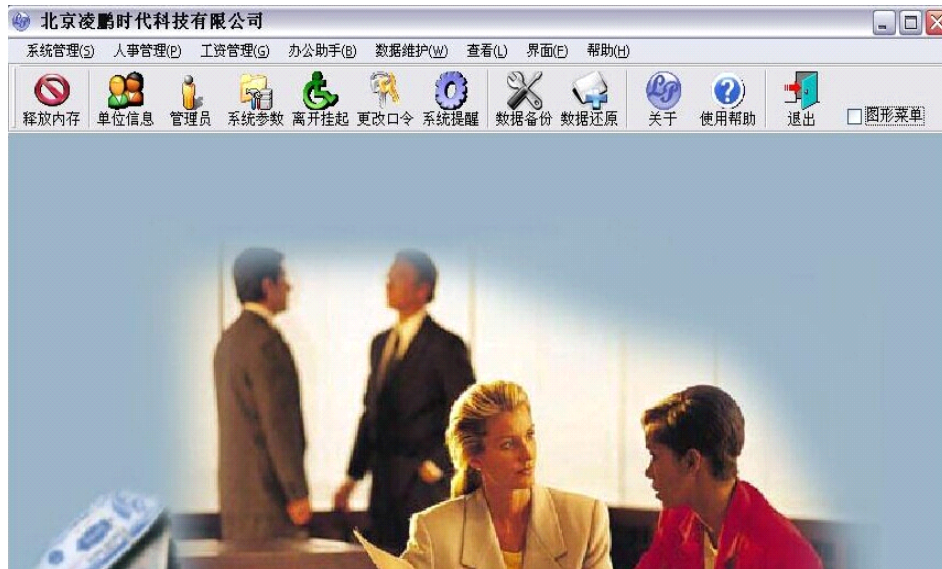 北京凌鹏时代科技有限公司
系统管理(S) 人事管理(P) 工资管理(G) 办公助手(B) 数据维护(W) 查看(L) 界面(F) 帮助(H)
释放内存 单位信息 管理员 系统参数 离开挂起 更改口令 系统提醒 数据备份 数据还原 关于 使用帮助 退出 图形菜单